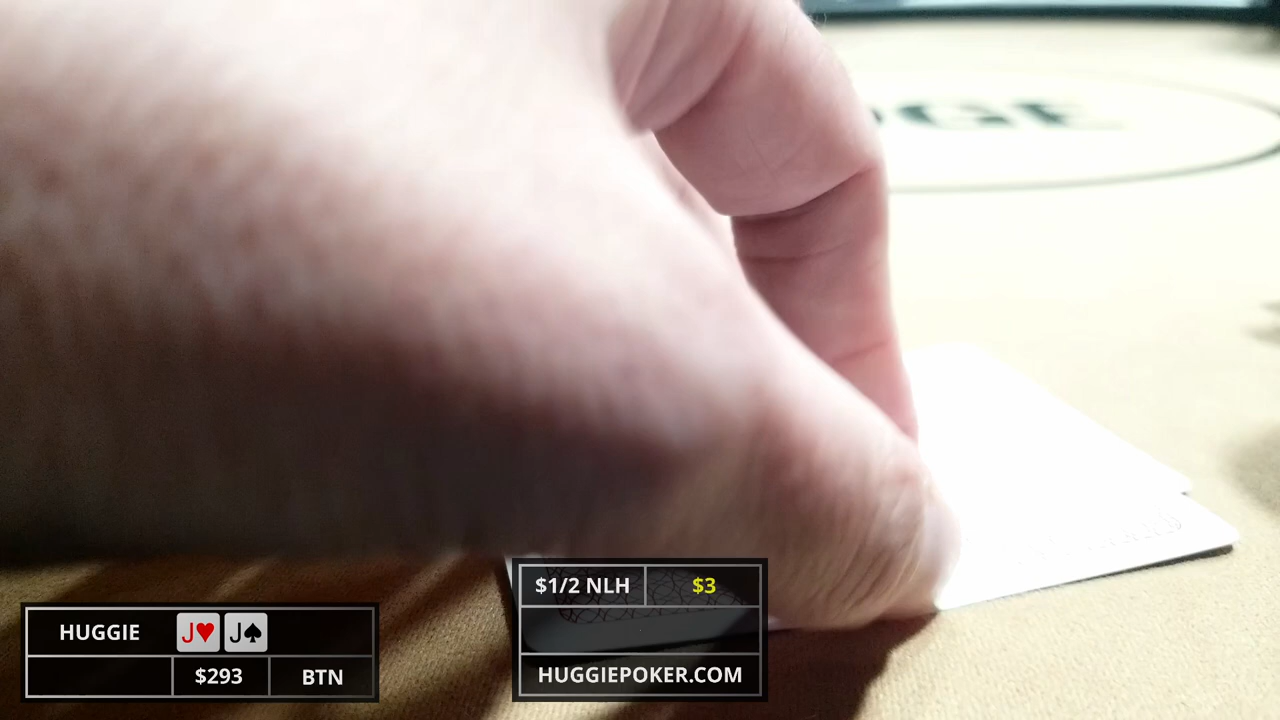 HUGGIE J♥ J♠
$293 BTN
$1/2 NLH $3
HUGGIEPOKER.COM